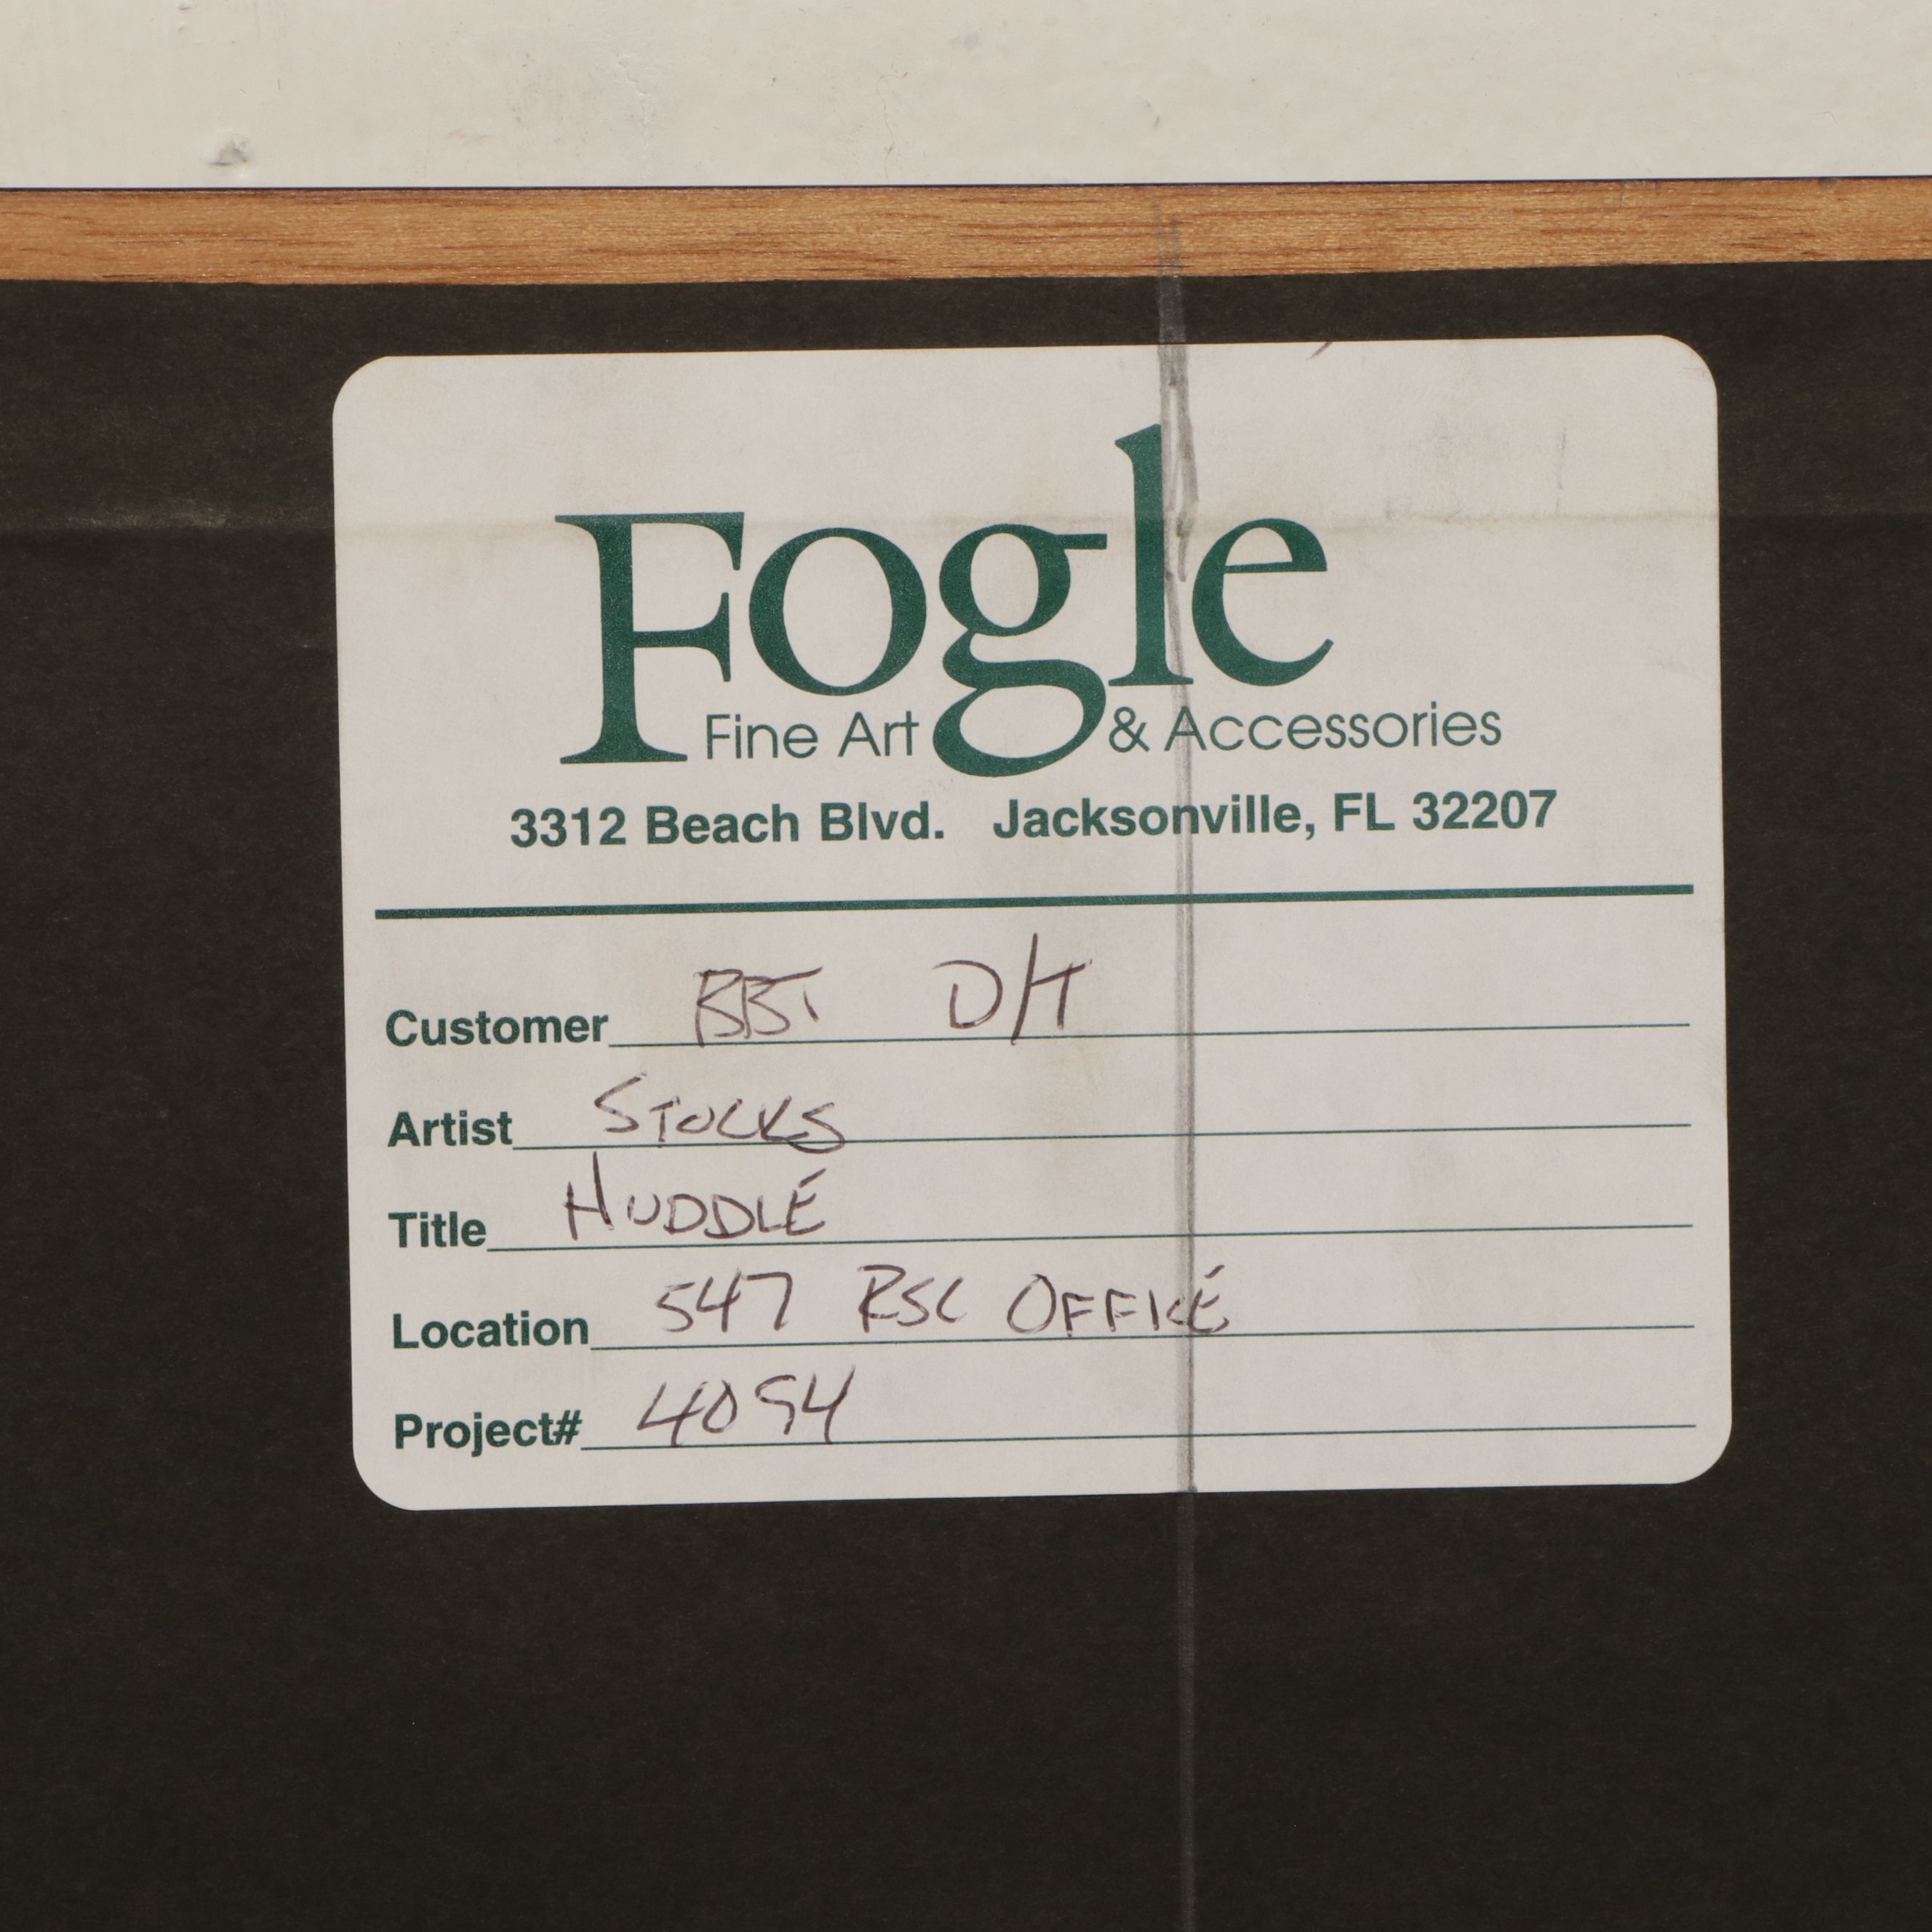 Fogle
Fine Art & Accessories
3312 Beach Blvd. Jacksonville, FL 32207
Customer BBT D/T
Artist STOCKS
Title HUDDLE
Location 547 RSC OFFICE
Project# 4094